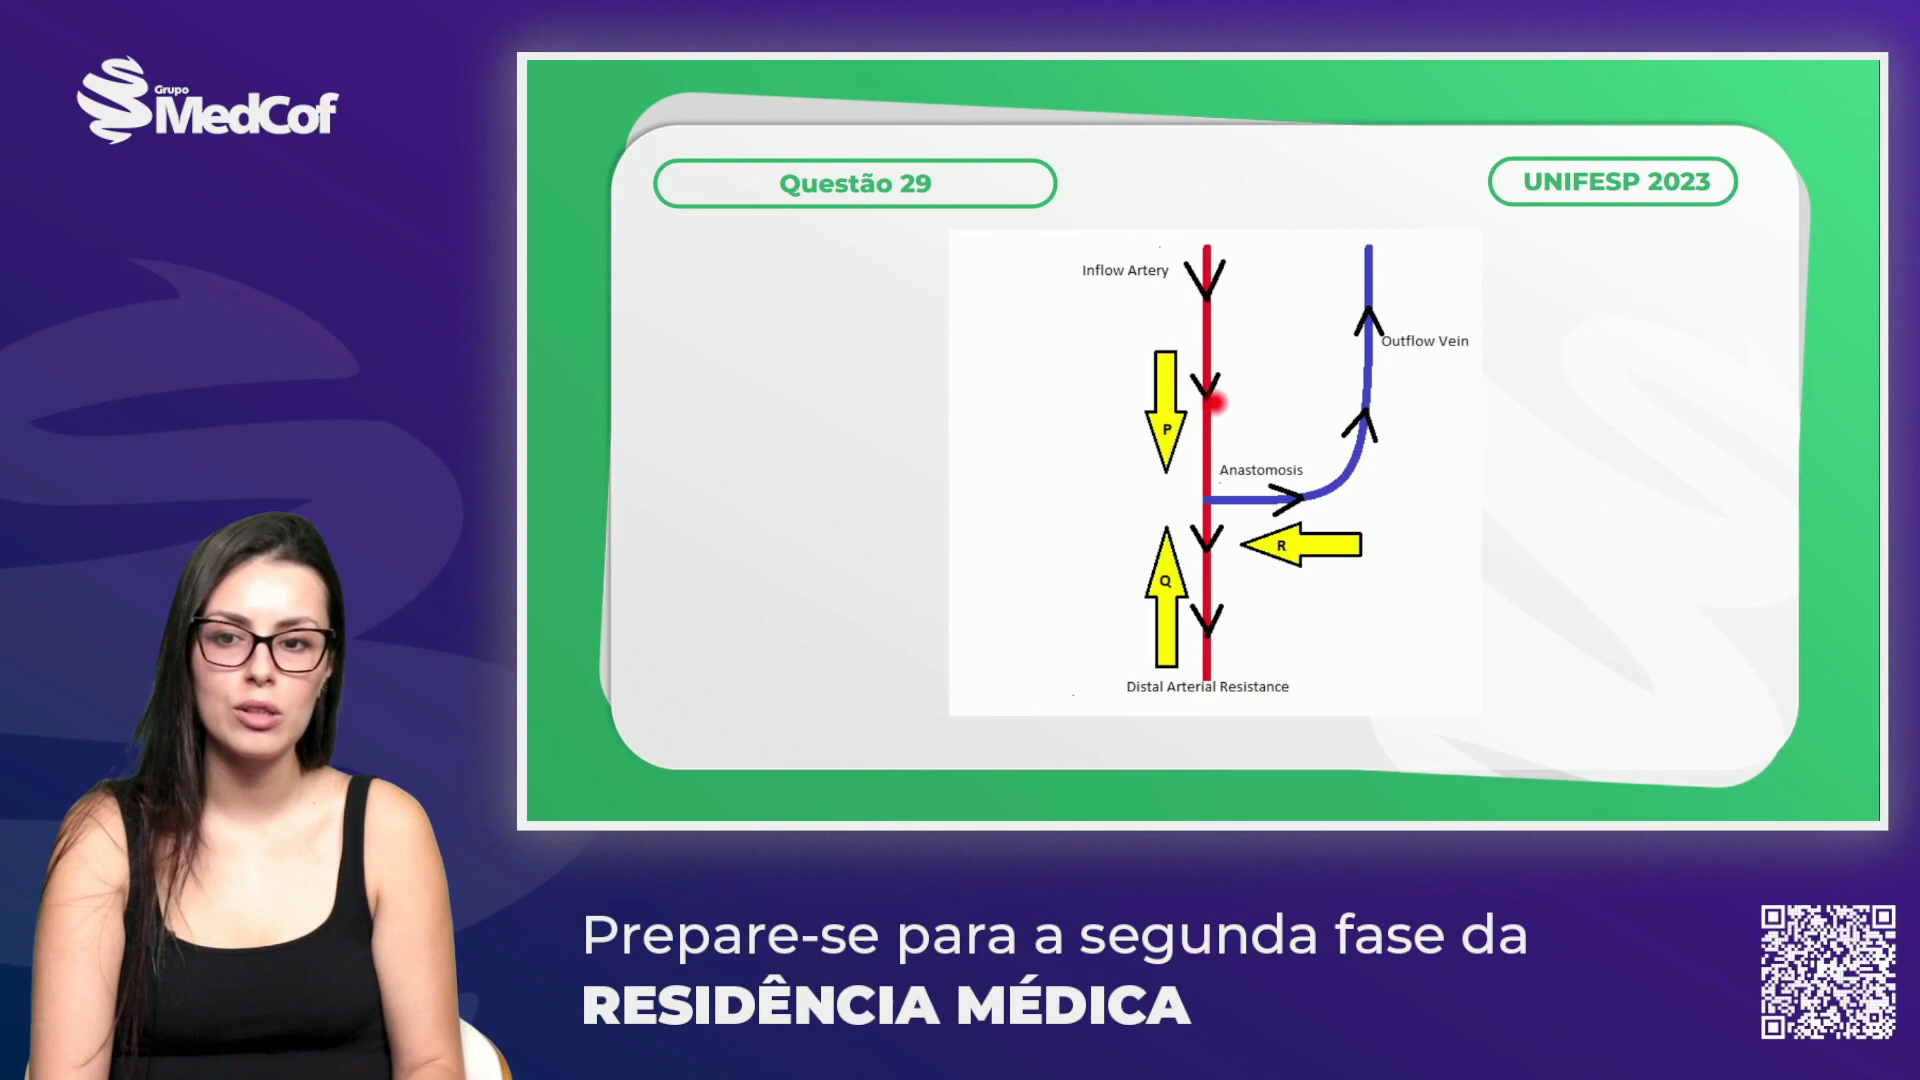 Grupo
MedCof
Questão 29
UNIFESP 2023
Inflow Artery
Outflow Vein
P
Anastomosis
R
Q
Distal Arterial Resistance
Prepare-se para a segunda fase da
RESIDÊNCIA MÉDICA